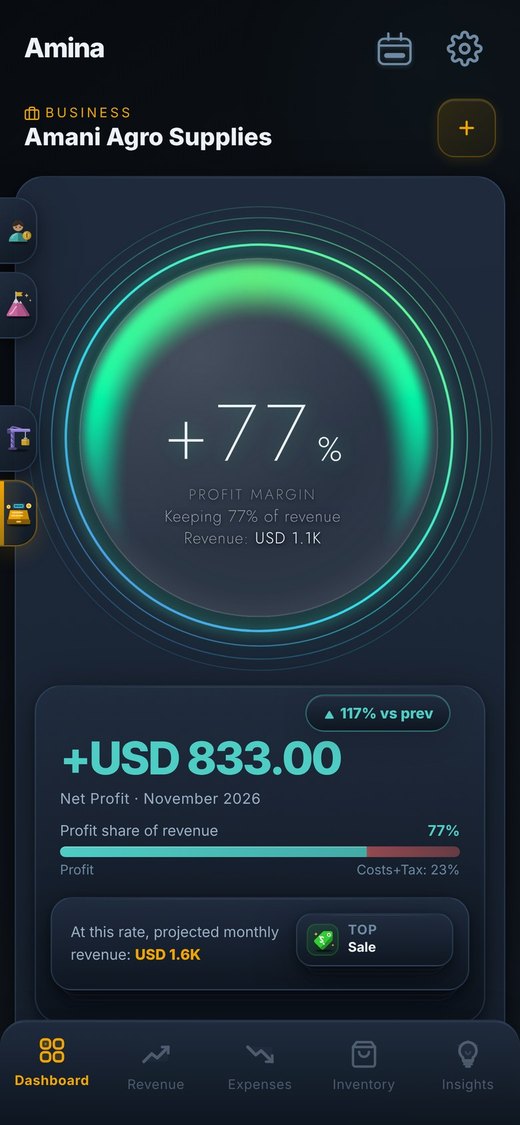 Amina
BUSINESS
Amani Agro Supplies
+
+77 %
PROFIT MARGIN
Keeping 77% of revenue
Revenue: USD 1.1K
▲ 117% vs prev
+USD 833.00
Net Profit · November 2026
Profit share of revenue 77%
Profit Costs+Tax: 23%
At this rate, projected monthly
revenue: USD 1.6K
TOP
Sale
Dashboard Revenue Expenses Inventory Insights